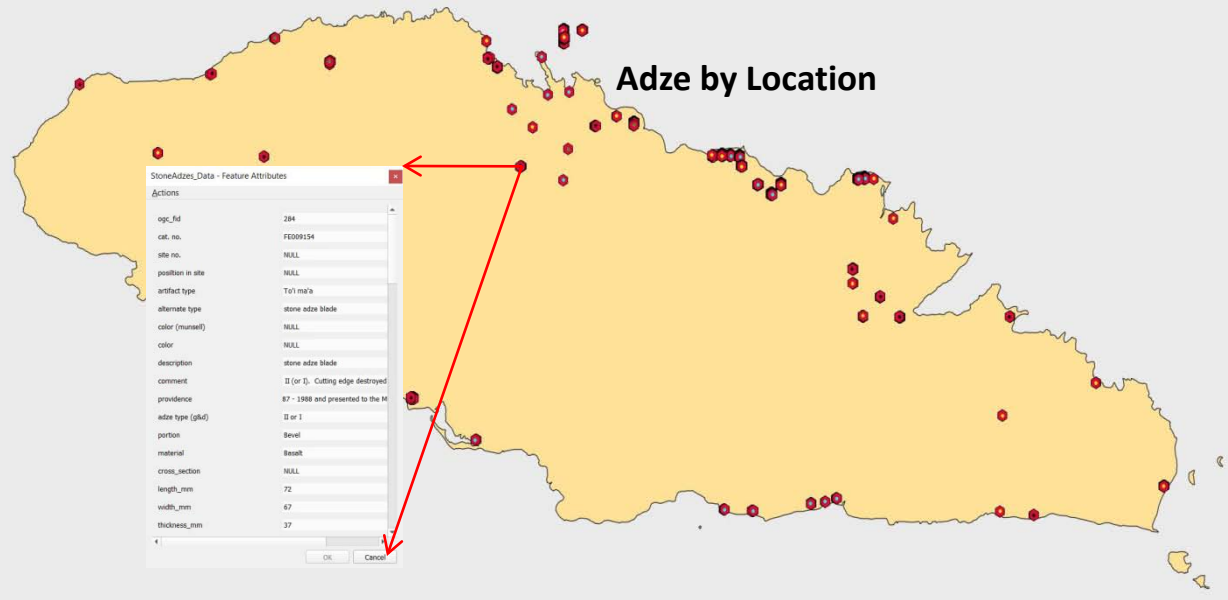 Adze by Location
StoneAdzes_Data - Feature Attributes
Actions
ogc_fid 284
cat. no. FE009154
site no. NULL
position in site NULL
artifact type To'i ma'a
alternate type stone adze blade
color (munsell) NULL
color NULL
description stone adze blade
comment II (or I). Cutting edge destroyed
providence 87 - 1988 and presented to the M
adze type (g&d) II or I
portion Bevel
material Basalt
cross_section NULL
length_mm 72
width_mm 67
thickness_mm 37
OK Cancel